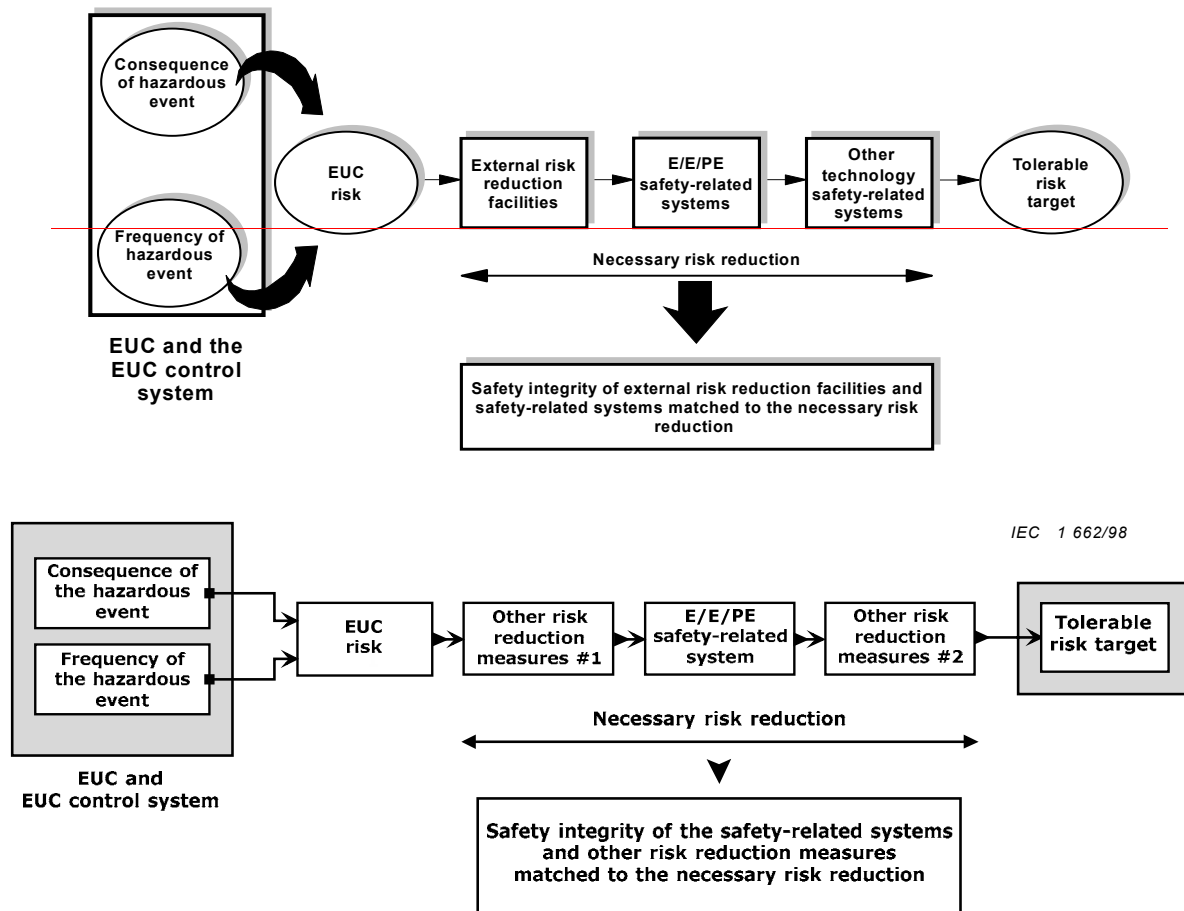 Consequence
of hazardous
event
Frequency of
hazardous
event
EUC and the
EUC control
system
EUC
risk
External risk
reduction
facilities
E/E/PE
safety-related
systems
Other
technology
safety-related
systems
Tolerable
risk
target
Necessary risk reduction
Safety integrity of external risk reduction facilities and
safety-related systems matched to the necessary risk
reduction
IEC 1 662/98
Consequence of
the hazardous
event
Frequency of
the hazardous
event
EUC and
EUC control system
EUC
risk
Other risk
reduction
measures #1
E/E/PE
safety-related
system
Other risk
reduction
measures #2
Tolerable
risk target
Necessary risk reduction
Safety integrity of the safety-related systems
and other risk reduction measures
matched to the necessary risk reduction